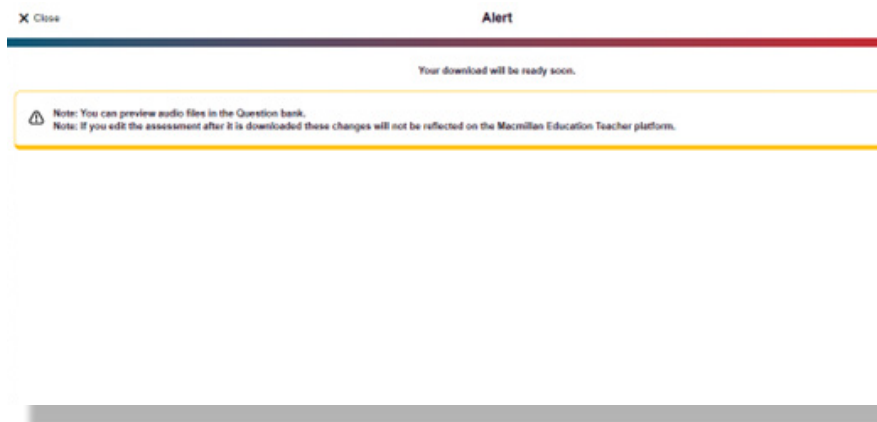 X Close
Alert
Your download will be ready soon.
Note: You can preview audio files in the Question bank.
Note: If you edit the assessment after it is downloaded these changes will not be reflected on the Macmillan Education Teacher platform.